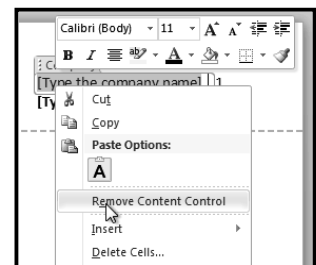 Calibri (Body) 11 A A
B I ab A
[Type the company name] 1
[Ty
Cut
Copy
Paste Options:
A
Remove Content Control
Insert
Delete Cells...